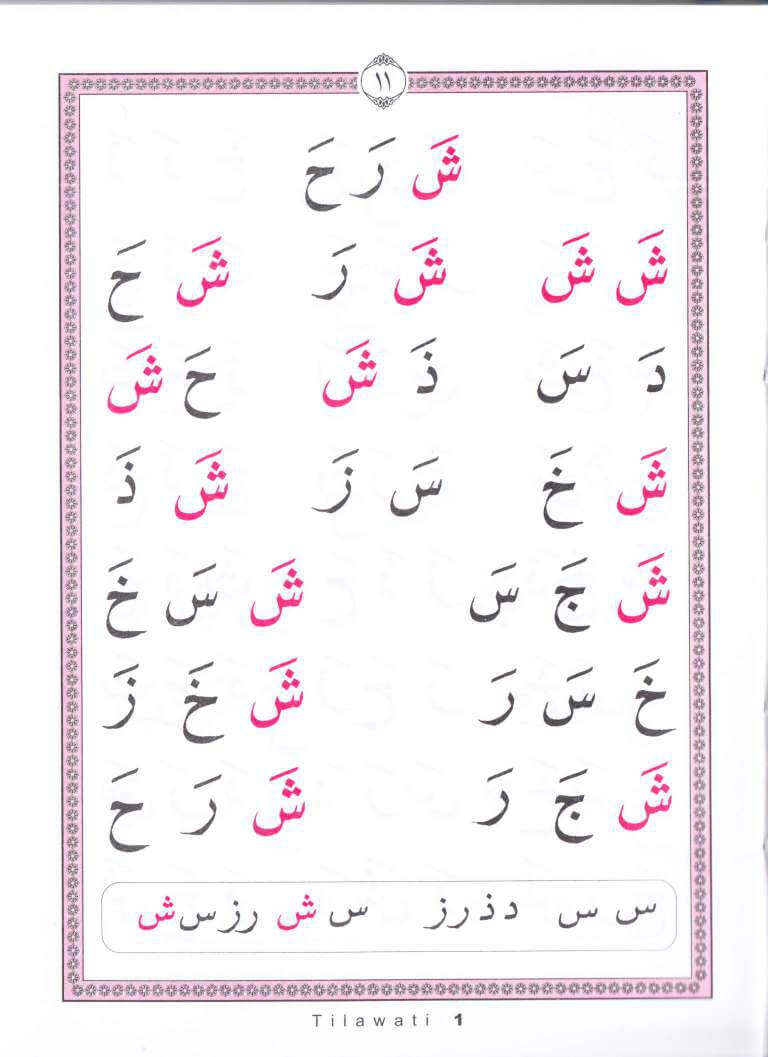 ١١
شَ رَ حَ
شَ شَ شَ رَ شَ حَ
دَ سَ ذَ شَ حَ شَ
شَ خَ سَ زَ شَ ذَ
شَ جَ سَ شَ سَ خَ
خَ سَ رَ شَ خَ زَ
شَ جَ رَ شَ رَ حَ
س س د ذ ر ز س ش ر ز س ش
Tilawati 1